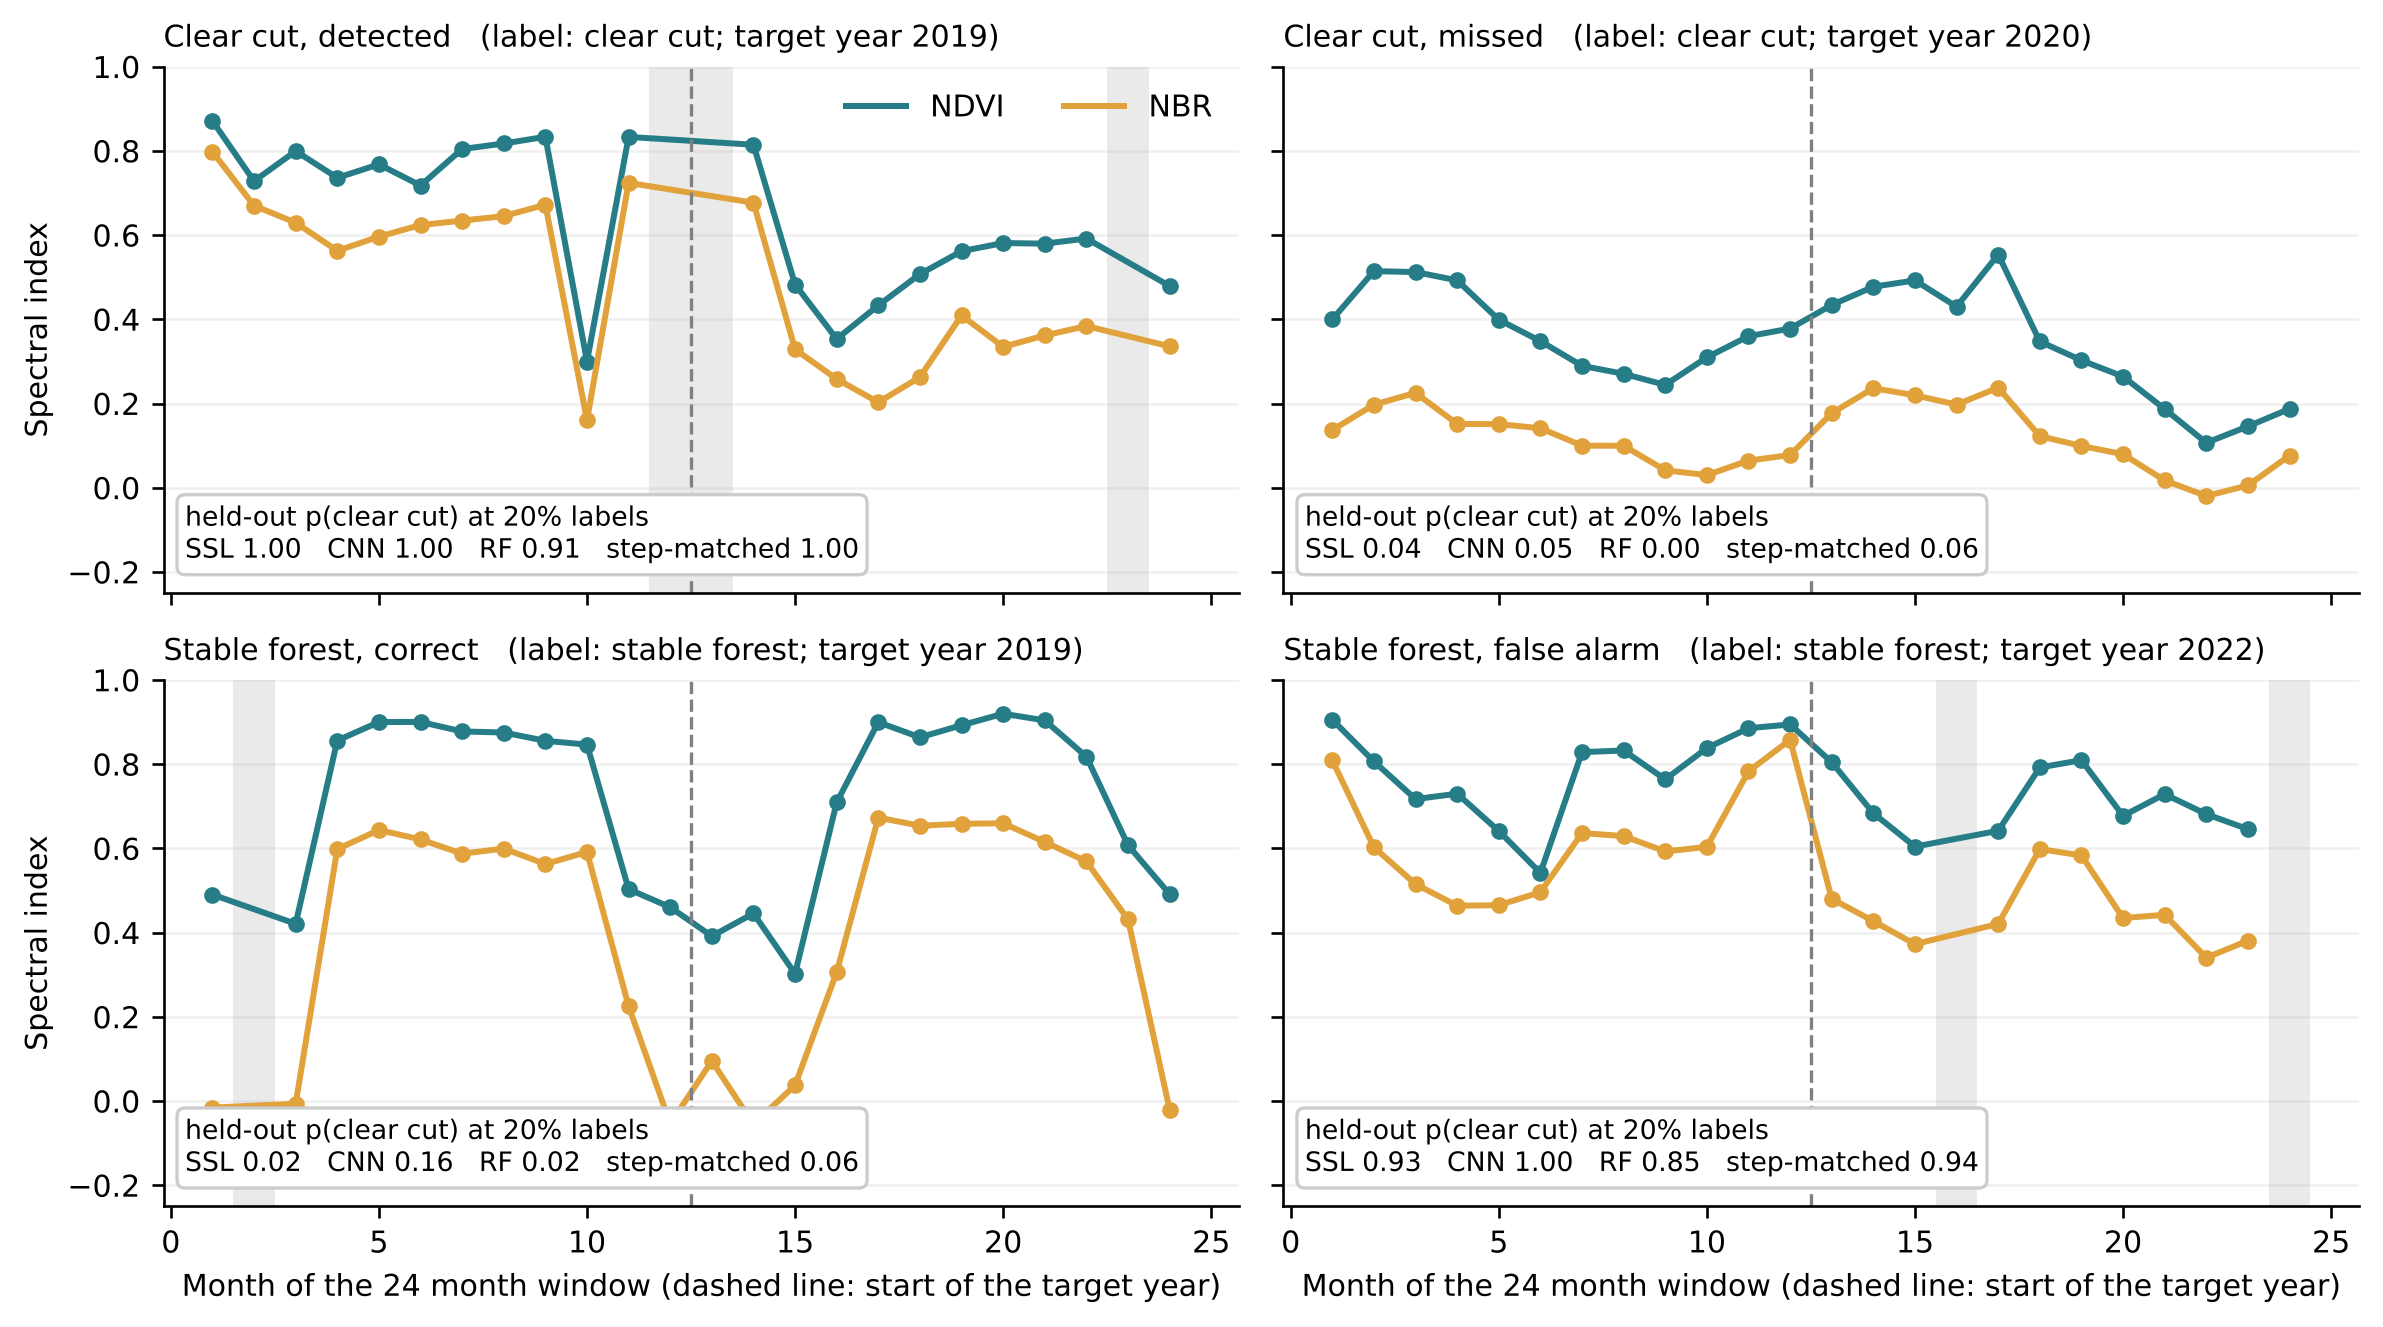 Clear cut, detected (label: clear cut; target year 2019)
Clear cut, missed (label: clear cut; target year 2020)
1.0
0.8
0.6
0.4
0.2
0.0
−0.2
Spectral index
NDVI NBR
held-out p(clear cut) at 20% labels
SSL 1.00 CNN 1.00 RF 0.91 step-matched 1.00
held-out p(clear cut) at 20% labels
SSL 0.04 CNN 0.05 RF 0.00 step-matched 0.06
Stable forest, correct (label: stable forest; target year 2019)
Stable forest, false alarm (label: stable forest; target year 2022)
1.0
0.8
0.6
0.4
0.2
0.0
−0.2
Spectral index
held-out p(clear cut) at 20% labels
SSL 0.02 CNN 0.16 RF 0.02 step-matched 0.06
held-out p(clear cut) at 20% labels
SSL 0.93 CNN 1.00 RF 0.85 step-matched 0.94
0 5 10 15 20 25
0 5 10 15 20 25
Month of the 24 month window (dashed line: start of the target year)
Month of the 24 month window (dashed line: start of the target year)